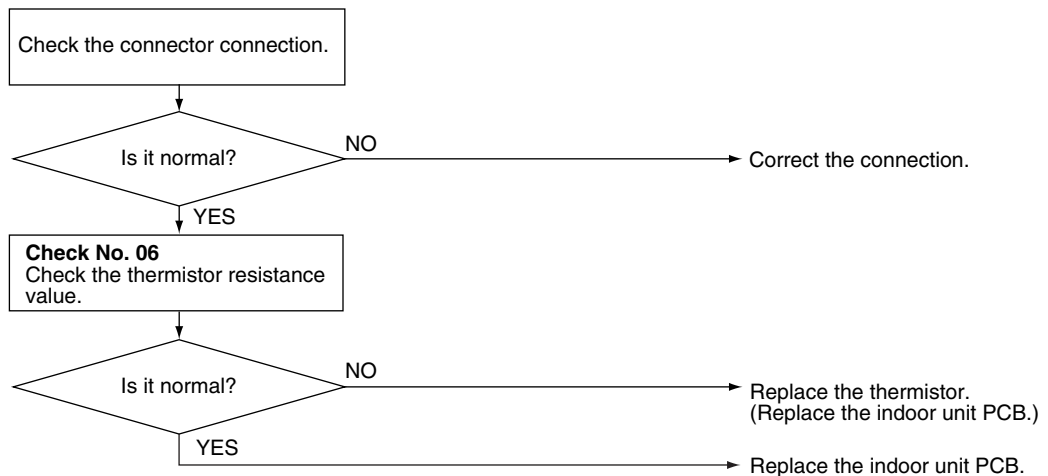 Check the connector connection.
Is it normal?
NO
Correct the connection.
YES
Check No. 06
Check the thermistor resistance
value.
Is it normal?
NO
Replace the thermistor.
(Replace the indoor unit PCB.)
YES
Replace the indoor unit PCB.